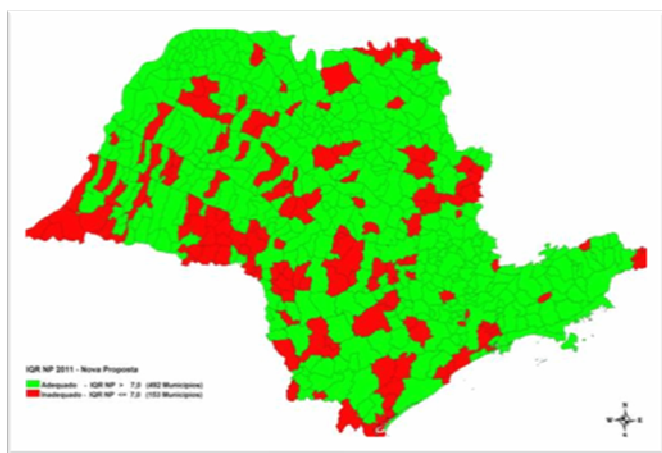 IQR NP 2011 - Nova Proposta
Adequado - IQR NP > 7,0 (492 Municípios)
Inadequado - IQR NP <= 7,0 (153 Municípios)
N
W E
S